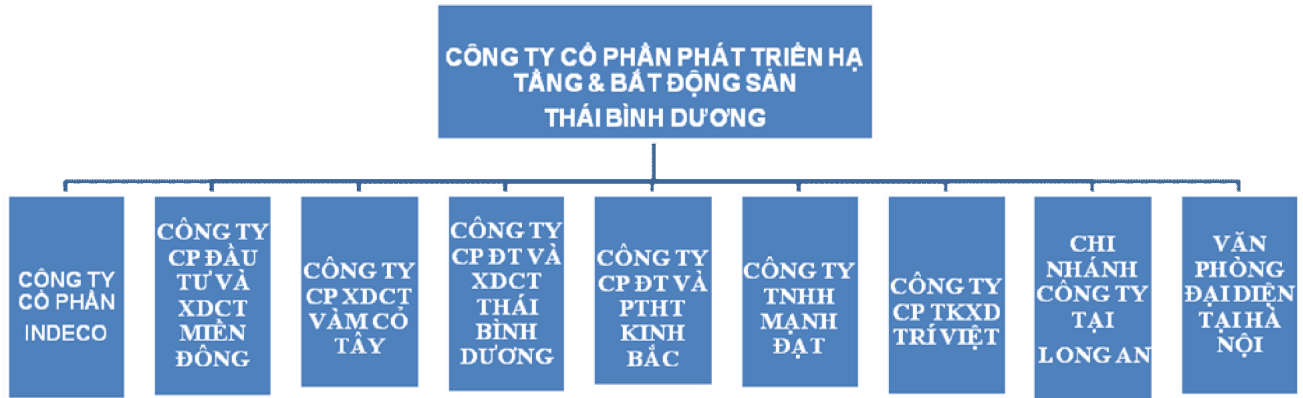 CÔNG TY CỔ PHẦN PHÁT TRIỂN HẠ
TẦNG & BẤT ĐỘNG SẢN
THÁI BÌNH DƯƠNG
CÔNG TY
CỔ PHẦN
INDECO
CÔNG TY
CP ĐẦU
TƯ VÀ
XDCT
MIỀN
ĐÔNG
CÔNG TY
CP XDCT
VÀM CỎ
TÂY
CÔNG TY
CP ĐT VÀ
XDCT
THÁI
BÌNH
DƯƠNG
CÔNG TY
CP ĐT VÀ
PTHT
KINH
BẮC
CÔNG TY
TNHH
MẠNH
ĐẠT
CÔNG TY
CP TKXD
TRÍ VIỆT
CHI
NHÁNH
CÔNG TY
TẠI
LONG AN
VĂN
PHÒNG
ĐẠI DIỆN
TẠI HÀ
NỘI